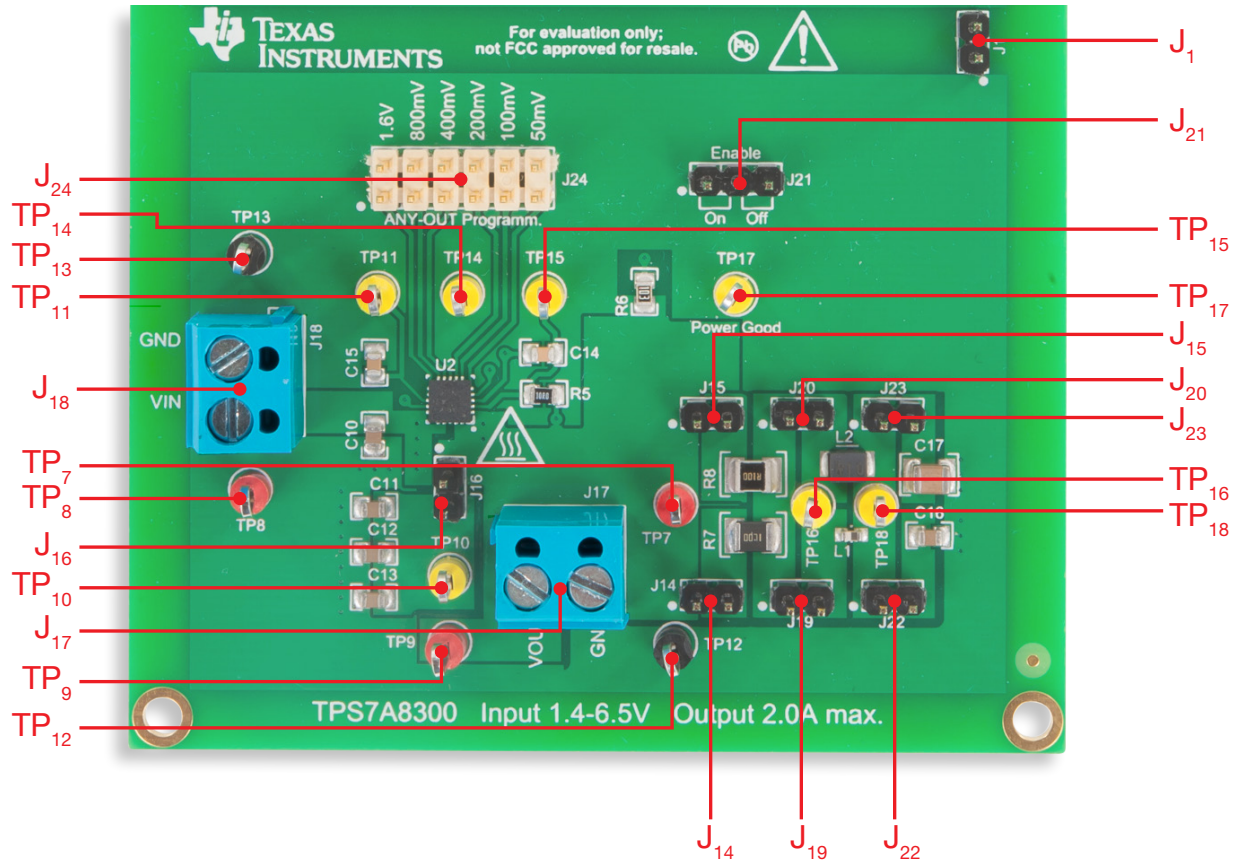 TEXAS
INSTRUMENTS
For evaluation only;
not FCC approved for resale.
Pb
J₁
J₂₁
1.6V
800mV
400mV
200mV
100mV
50mV
Enable
J24
J21
On
Off
ANY-OUT Programm.
J₂₄
TP₁₄
TP₁₃
TP₁₁
TP13
TP11
TP14
TP15
TP17
R6
103
Power Good
TP₁₅
TP₁₇
J₁₅
J₂₀
J₂₃
GND
VIN
J18
J₁₈
C15
U2
C14
R5
C10
J15
J20
J23
L2
C17
R8
R100
TP₇
TP₈
TP8
J₁₆
TP₁₀
J₁₇
TP₉
TP₁₂
C11
C12
C13
J16
TP10
J17
TP7
R7
TP16
L1
TP18
C16
TP₁₆
TP₁₈
J14
J19
J22
TP9
VOU
GN
TP12
TPS7A8300 Input 1.4-6.5V Output 2.0A max.
J₁₄
J₁₉
J₂₂